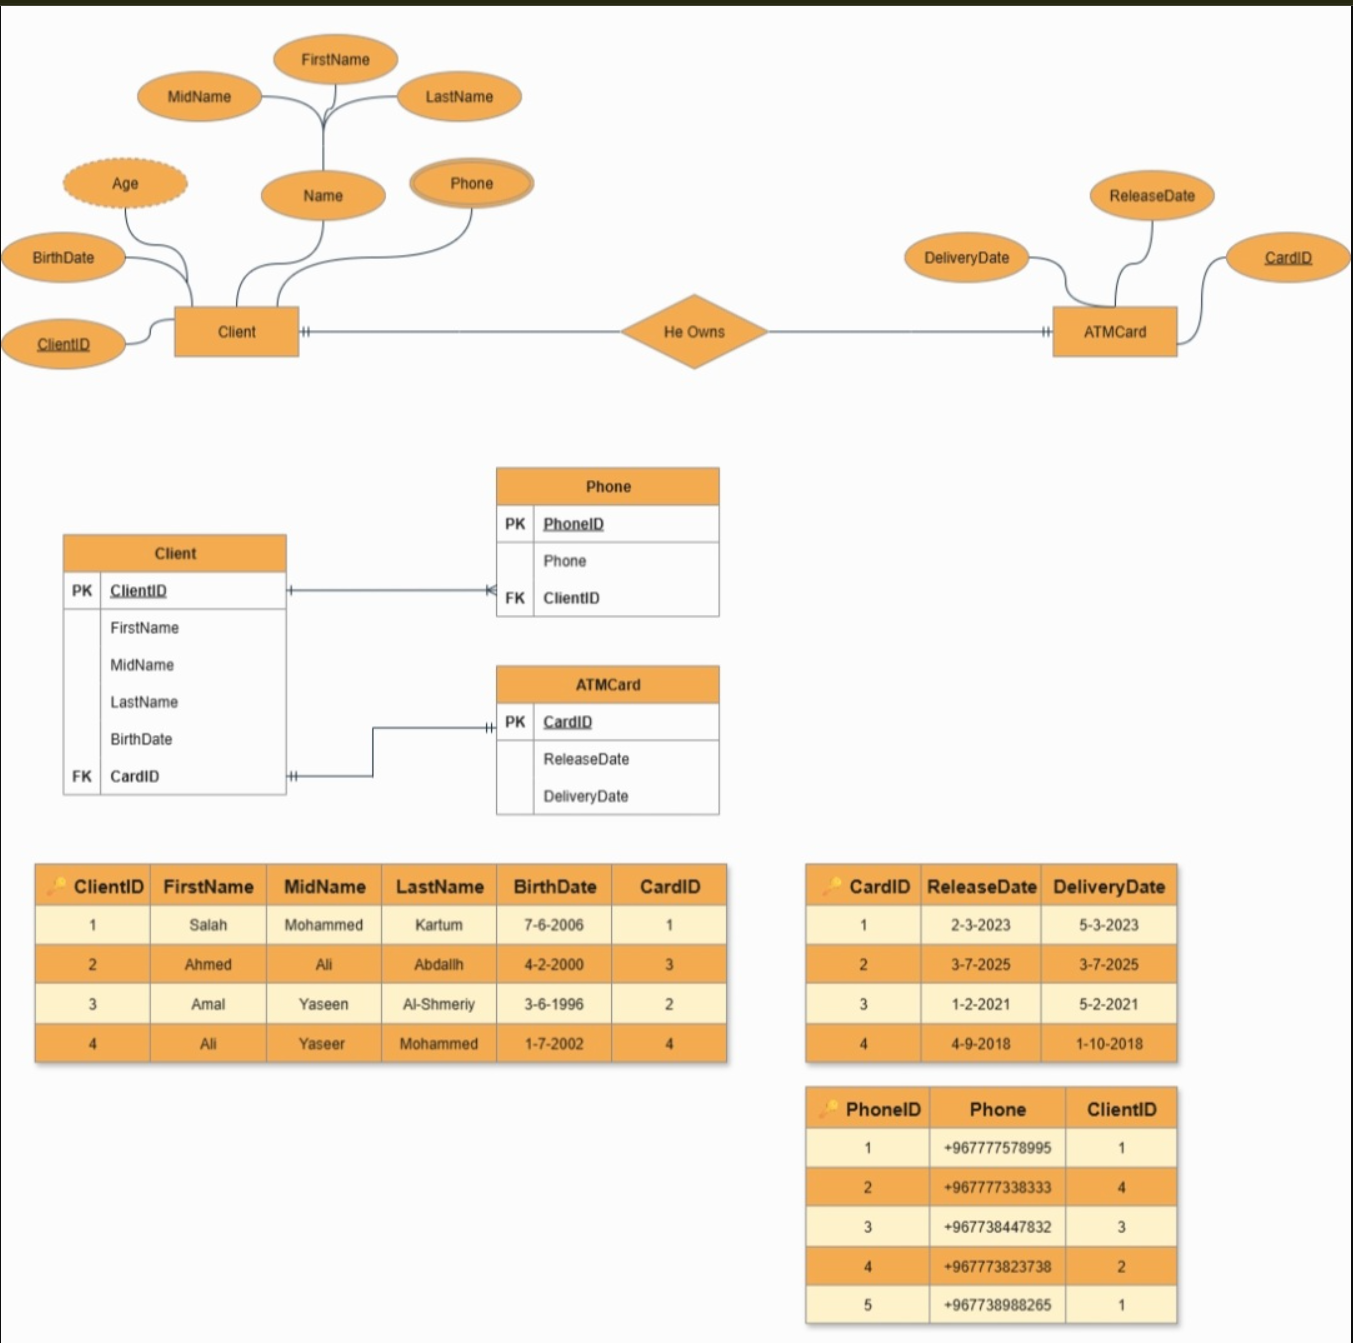 FirstName
MidName
LastName
Age
Name
Phone
ReleaseDate
BirthDate
DeliveryDate
CardID
ClientID
Client
He Owns
ATMCard
Phone
PK PhoneID
Phone
FK ClientID
Client
PK ClientID
FirstName
MidName
LastName
BirthDate
FK CardID
ATMCard
PK CardID
ReleaseDate
DeliveryDate
ClientID FirstName MidName LastName BirthDate CardID
1 Salah Mohammed Kartum 7-6-2006 1
2 Ahmed Ali Abdallh 4-2-2000 3
3 Amal Yaseen Al-Shmeriy 3-6-1996 2
4 Ali Yaseer Mohammed 1-7-2002 4
CardID ReleaseDate DeliveryDate
1 2-3-2023 5-3-2023
2 3-7-2025 3-7-2025
3 1-2-2021 5-2-2021
4 4-9-2018 1-10-2018
PhoneID Phone ClientID
1 +967777578995 1
2 +967777338333 4
3 +967738447832 3
4 +967773823738 2
5 +967738988265 1